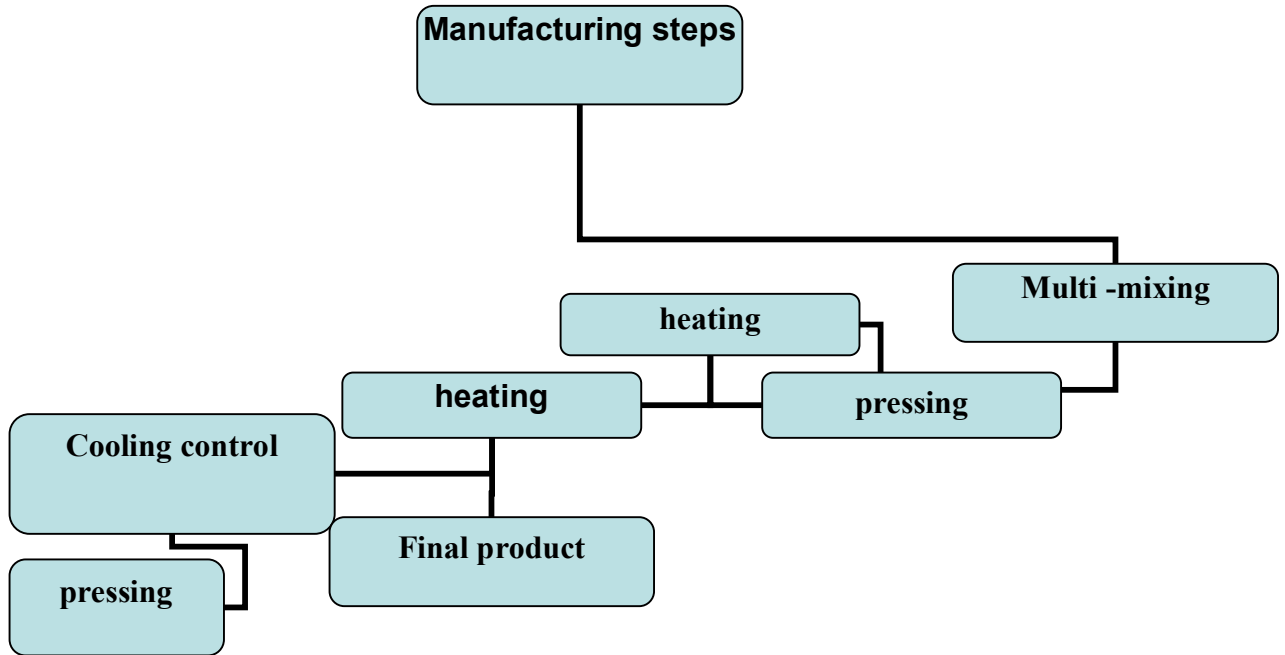 Manufacturing steps
Multi -mixing
heating
pressing
heating
Cooling control
Final product
pressing